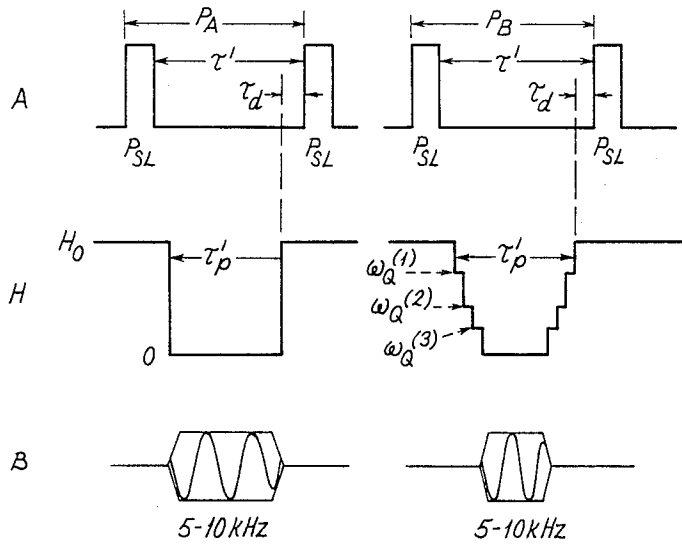 P_A P_B
τ' τ'
A τ_d τ_d
P_SL P_SL P_SL P_SL
H_0 τ'_p τ'_p
ω_Q^(1)
H ω_Q^(2)
ω_Q^(3)
0
B
5-10kHz 5-10kHz